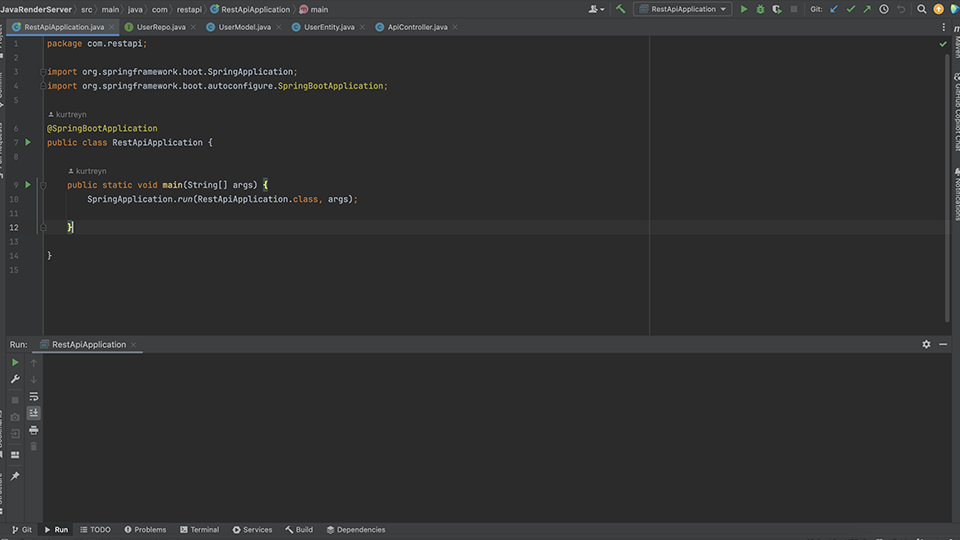 JavaRenderServer src main java com restapi RestApiApplication main
RestApiApplication
Git:
RestApiApplication.java UserRepo.java UserModel.java UserEntity.java ApiController.java
1 package com.restapi;
2
3 import org.springframework.boot.SpringApplication;
4 import org.springframework.boot.autoconfigure.SpringBootApplication;
5
kurtreyn
6 @SpringBootApplication
7 public class RestApiApplication {
8
kurtreyn
9 public static void main(String[] args) {
10 SpringApplication.run(RestApiApplication.class, args);
11
12 }
13
14 }
15
Maven
GitHub Copilot Chat
Notifications
Run: RestApiApplication
Git Run TODO Problems Terminal Services Build Dependencies